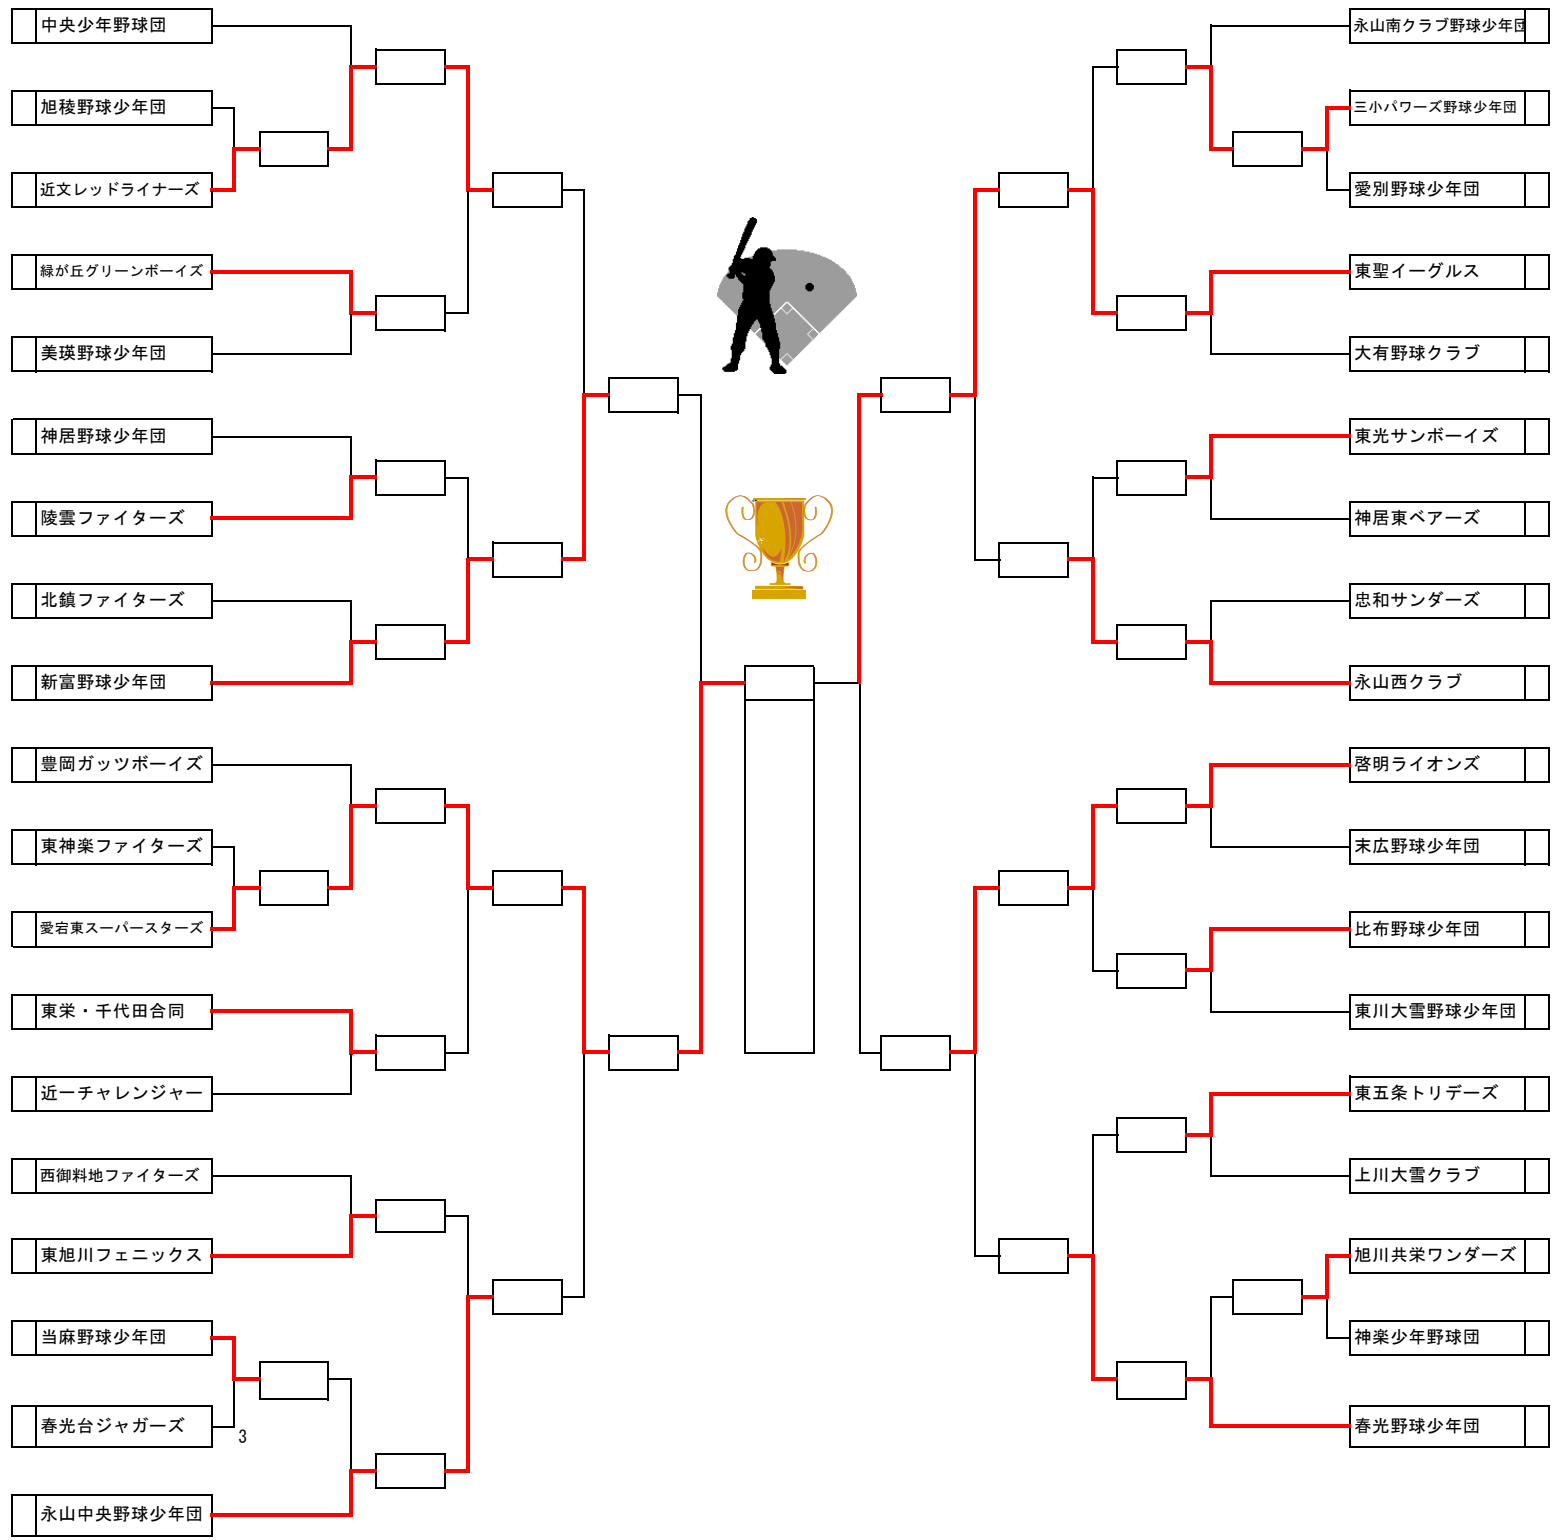 中央少年野球団
旭稜野球少年団
近文レッドライナーズ
緑が丘グリーンボーイズ
美瑛野球少年団
神居野球少年団
陵雲ファイターズ
北鎮ファイターズ
新富野球少年団
豊岡ガッツボーイズ
東神楽ファイターズ
愛宕東スーパースターズ
東栄・千代田合同
近一チャレンジャー
西御料地ファイターズ
東旭川フェニックス
当麻野球少年団
春光台ジャガーズ
3
永山中央野球少年団
永山南クラブ野球少年団
三小パワーズ野球少年団
愛別野球少年団
東聖イーグルス
大有野球クラブ
東光サンボーイズ
神居東ベアーズ
忠和サンダーズ
永山西クラブ
啓明ライオンズ
末広野球少年団
比布野球少年団
東川大雪野球少年団
東五条トリデーズ
上川大雪クラブ
旭川共栄ワンダーズ
神楽少年野球団
春光野球少年団